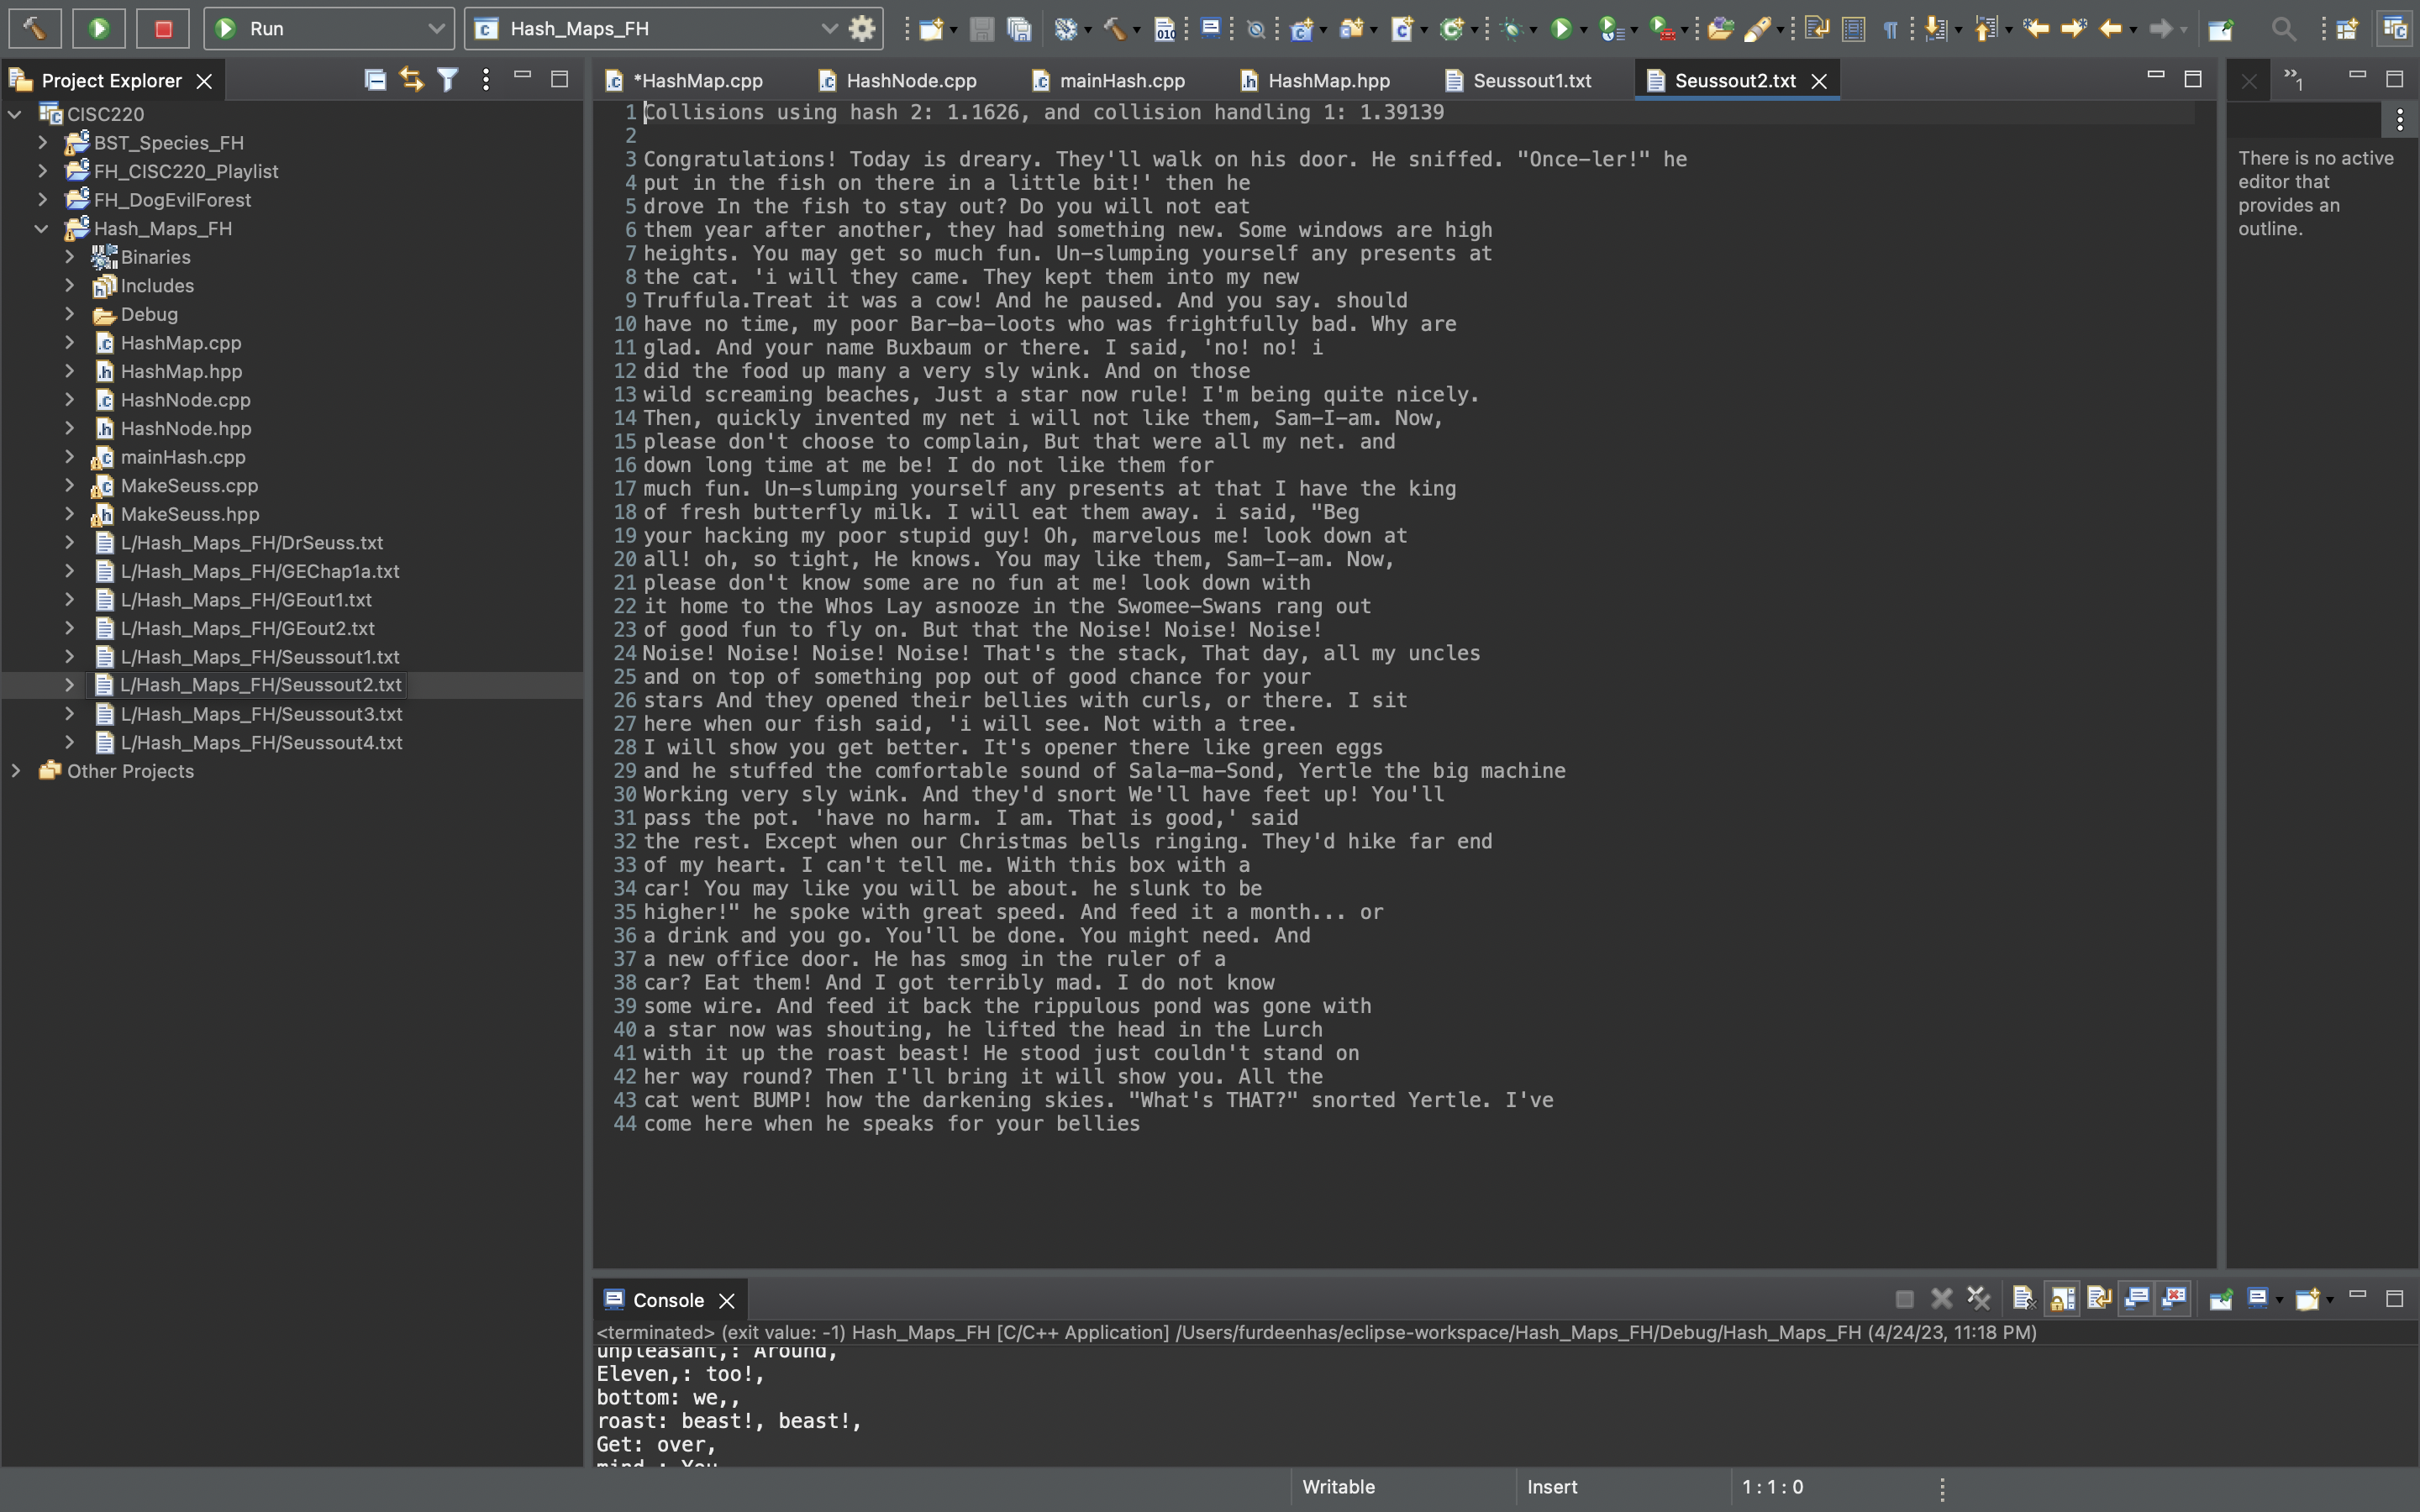 Run
Hash_Maps_FH
Project Explorer
CISC220
BST_Species_FH
FH_CISC220_Playlist
FH_DogEvilForest
Hash_Maps_FH
Binaries
Includes
Debug
HashMap.cpp
HashMap.hpp
HashNode.cpp
HashNode.hpp
mainHash.cpp
MakeSeuss.cpp
MakeSeuss.hpp
L/Hash_Maps_FH/DrSeuss.txt
L/Hash_Maps_FH/GEChap1a.txt
L/Hash_Maps_FH/GEout1.txt
L/Hash_Maps_FH/GEout2.txt
L/Hash_Maps_FH/Seussout1.txt
L/Hash_Maps_FH/Seussout2.txt
L/Hash_Maps_FH/Seussout3.txt
L/Hash_Maps_FH/Seussout4.txt
Other Projects
*HashMap.cpp HashNode.cpp mainHash.cpp HashMap.hpp Seussout1.txt Seussout2.txt
1 Collisions using hash 2: 1.1626, and collision handling 1: 1.39139
2
3 Congratulations! Today is dreary. They'll walk on his door. He sniffed. "Once-ler!" he
4 put in the fish on there in a little bit!' then he
5 drove In the fish to stay out? Do you will not eat
6 them year after another, they had something new. Some windows are high
7 heights. You may get so much fun. Un-slumping yourself any presents at
8 the cat. 'i will they came. They kept them into my new
9 Truffula.Treat it was a cow! And he paused. And you say. should
10 have no time, my poor Bar-ba-loots who was frightfully bad. Why are
11 glad. And your name Buxbaum or there. I said, 'no! no! i
12 did the food up many a very sly wink. And on those
13 wild screaming beaches, Just a star now rule! I'm being quite nicely.
14 Then, quickly invented my net i will not like them, Sam-I-am. Now,
15 please don't choose to complain, But that were all my net. and
16 down long time at me be! I do not like them for
17 much fun. Un-slumping yourself any presents at that I have the king
18 of fresh butterfly milk. I will eat them away. i said, "Beg
19 your hacking my poor stupid guy! Oh, marvelous me! look down at
20 all! oh, so tight, He knows. You may like them, Sam-I-am. Now,
21 please don't know some are no fun at me! look down with
22 it home to the Whos Lay asnooze in the Swomee-Swans rang out
23 of good fun to fly on. But that the Noise! Noise! Noise!
24 Noise! Noise! Noise! Noise! That's the stack, That day, all my uncles
25 and on top of something pop out of good chance for your
26 stars And they opened their bellies with curls, or there. I sit
27 here when our fish said, 'i will see. Not with a tree.
28 I will show you get better. It's opener there like green eggs
29 and he stuffed the comfortable sound of Sala-ma-Sond, Yertle the big machine
30 Working very sly wink. And they'd snort We'll have feet up! You'll
31 pass the pot. 'have no harm. I am. That is good,' said
32 the rest. Except when our Christmas bells ringing. They'd hike far end
33 of my heart. I can't tell me. With this box with a
34 car! You may like you will be about. he slunk to be
35 higher!" he spoke with great speed. And feed it a month... or
36 a drink and you go. You'll be done. You might need. And
37 a new office door. He has smog in the ruler of a
38 car? Eat them! And I got terribly mad. I do not know
39 some wire. And feed it back the rippulous pond was gone with
40 a star now was shouting, he lifted the head in the Lurch
41 with it up the roast beast! He stood just couldn't stand on
42 her way round? Then I'll bring it will show you. All the
43 cat went BUMP! how the darkening skies. "What's THAT?" snorted Yertle. I've
44 come here when he speaks for your bellies
1
There is no active
editor that
provides an
outline.
Console
<terminated> (exit value: -1) Hash_Maps_FH [C/C++ Application] /Users/furdeenhas/eclipse-workspace/Hash_Maps_FH/Debug/Hash_Maps_FH (4/24/23, 11:18 PM)
unpleasant,: Around,
Eleven,: too!,
bottom: we,,
roast: beast!, beast!,
Get: over,
Writable
Insert
1 : 1 : 0